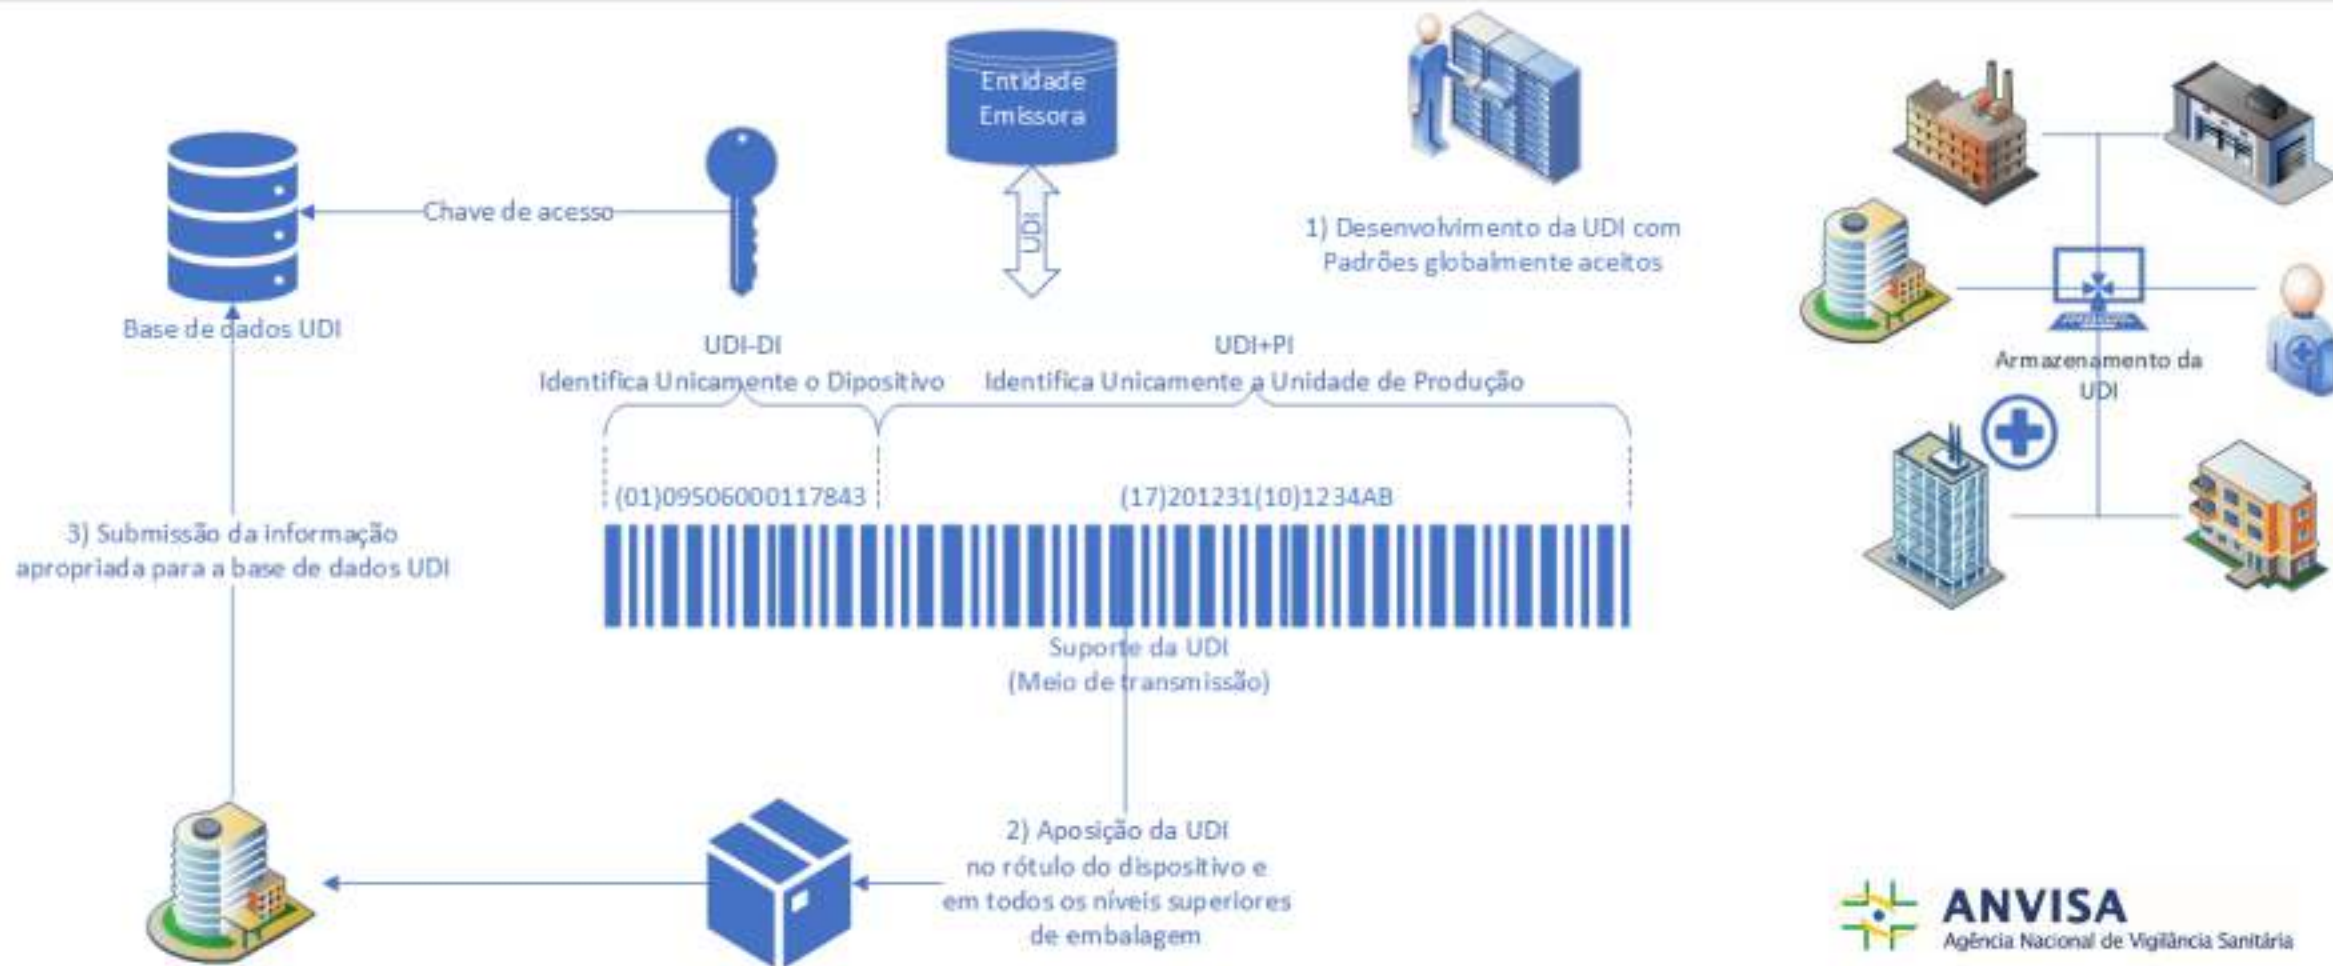 Entidade
Emissora
UDI
Chave de acesso
Base de dados UDI
1) Desenvolvimento da UDI com
Padrões globalmente aceitos
UDI-DI
Identifica Unicamente o Dipositivo
UDI+PI
Identifica Unicamente a Unidade de Produção
(01)09506000117843
(17)201231(10)1234AB
Suporte da UDI
(Meio de transmissão)
Armazenamento da
UDI
3) Submissão da informação
apropriada para a base de dados UDI
2) Aposição da UDI
no rótulo do dispositivo e
em todos os níveis superiores
de embalagem
ANVISA
Agência Nacional de Vigilância Sanitária